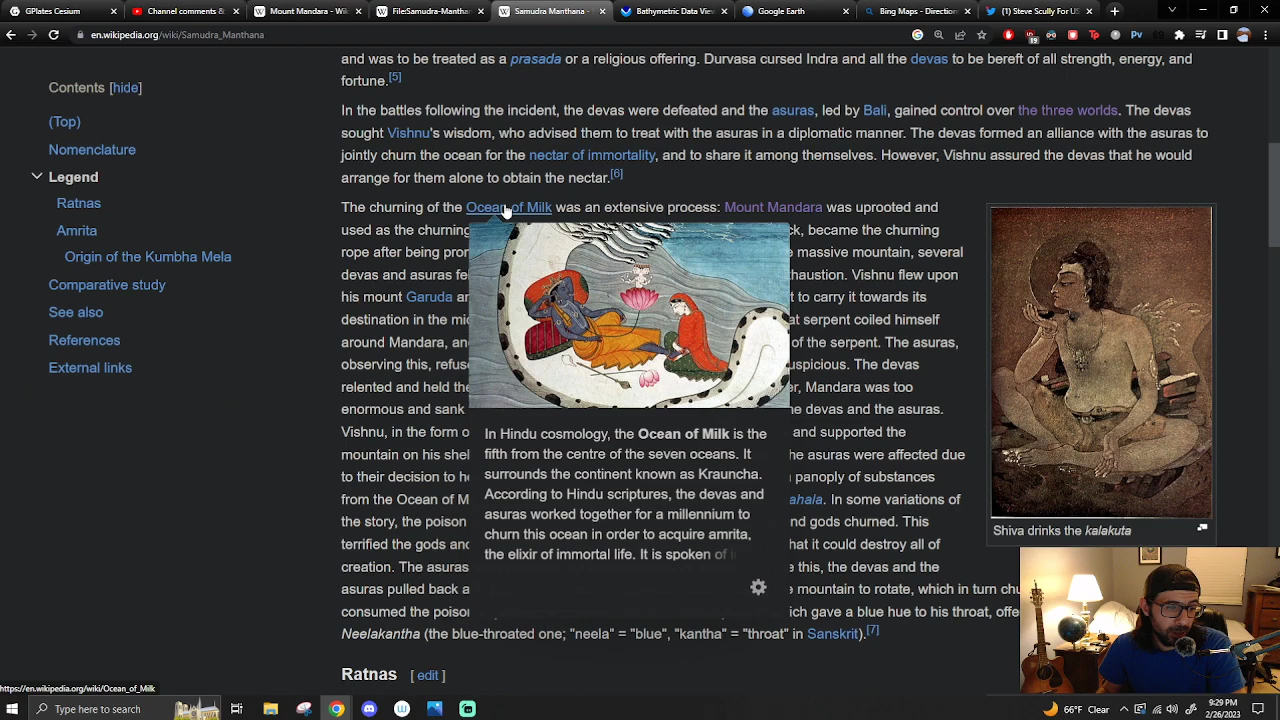 GPlates Cesium
Channel comments &
Mount Mandara - Wiki
FileSamudra-Manthan
Samudra Manthana -
Bathymetric Data View
Google Earth
Bing Maps - Direction
(1) Steve Scully For US
en.wikipedia.org/wiki/Samudra_Manthana
Contents [hide]
(Top)
Nomenclature
Legend
Ratnas
Amrita
Origin of the Kumbha Mela
Comparative study
See also
References
External links
and was to be treated as a prasada or a religious offering. Durvasa cursed Indra and all the devas to be bereft of all strength, energy, and
fortune.[5]
In the battles following the incident, the devas were defeated and the asuras, led by Bali, gained control over the three worlds. The devas
sought Vishnu's wisdom, who advised them to treat with the asuras in a diplomatic manner. The devas formed an alliance with the asuras to
jointly churn the ocean for the nectar of immortality, and to share it among themselves. However, Vishnu assured the devas that he would
arrange for them alone to obtain the nectar.[6]
The churning of the Ocean of Milk was an extensive process: Mount Mandara was uprooted and
used as the churning k, became the churning
rope after being pron e massive mountain, several
devas and asuras fe haustion. Vishnu flew upon
his mount Garuda ar t to carry it towards its
destination in the mid at serpent coiled himself
around Mandara, and of the serpent. The asuras,
observing this, refuse uspicious. The devas
relented and held the er, Mandara was too
enormous and sank he devas and the asuras.
Vishnu, in the form o and supported the
mountain on his shel he asuras were affected due
to their decision to he panoply of substances
from the Ocean of M ahala. In some variations of
the story, the poison nd gods churned. This
terrified the gods and hat it could destroy all of
creation. The asuras e this, the devas and the
asuras pulled back a e mountain to rotate, which in turn chu
consumed the poison ich gave a blue hue to his throat, offe
Neelakantha (the blue-throated one; "neela" = "blue", "kantha" = "throat" in Sanskrit).[7]
In Hindu cosmology, the Ocean of Milk is the
fifth from the centre of the seven oceans. It
surrounds the continent known as Krauncha.
According to Hindu scriptures, the devas and
asuras worked together for a millennium to
churn this ocean in order to acquire amrita,
the elixir of immortal life. It is spoken of i
Shiva drinks the kalakuta
Ratnas [ edit ]
https://en.wikipedia.org/wiki/Ocean_of_Milk
Type here to search
66°F Clear
9:29 PM
2/26/2023